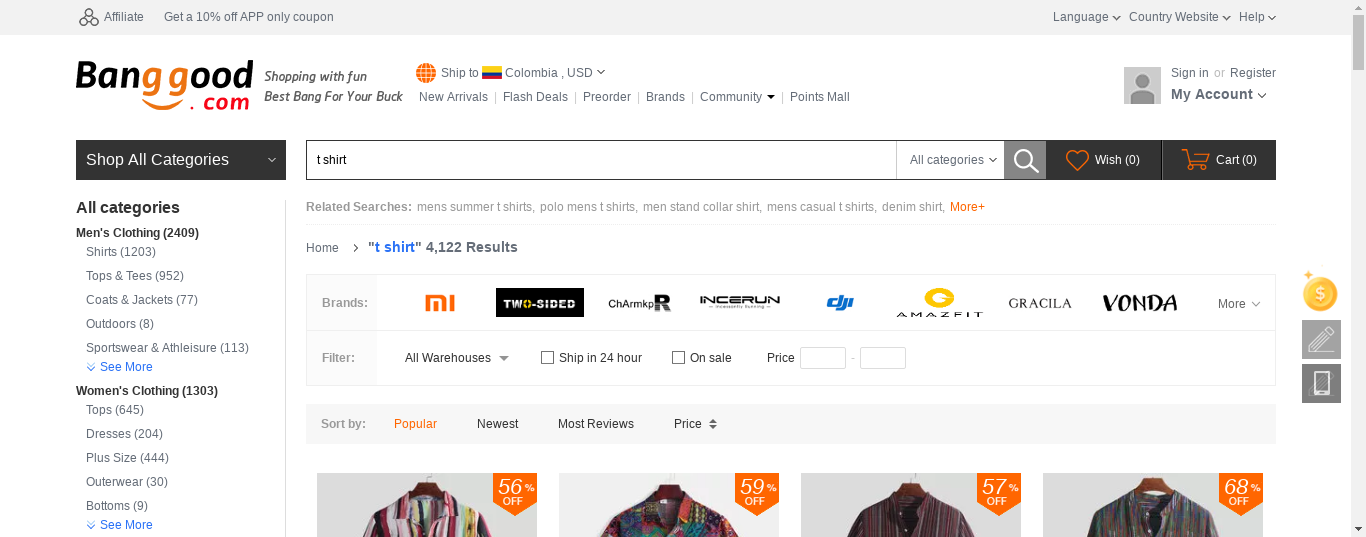 Affiliate Get a 10% off APP only coupon Language Country Website Help
Banggood.com
Shopping with fun
Best Bang For Your Buck
Ship to Colombia , USD
New Arrivals | Flash Deals | Preorder | Brands | Community | Points Mall
Sign in or Register
My Account
Shop All Categories
t shirt All categories Wish (0) Cart (0)
All categories
Men's Clothing (2409)
Shirts (1203)
Tops & Tees (952)
Coats & Jackets (77)
Outdoors (8)
Sportswear & Athleisure (113)
See More
Women's Clothing (1303)
Tops (645)
Dresses (204)
Plus Size (444)
Outerwear (30)
Bottoms (9)
See More
Related Searches: mens summer t shirts, polo mens t shirts, men stand collar shirt, mens casual t shirts, denim shirt, More+
Home > "t shirt" 4,122 Results
Brands: MI TWO-SIDED ChArmkpR INCERUN Incessantly Running dji AMAZFIT GRACILA VONDA More
Filter: All Warehouses Ship in 24 hour On sale Price -
Sort by: Popular Newest Most Reviews Price
56% OFF
59% OFF
57% OFF
68% OFF